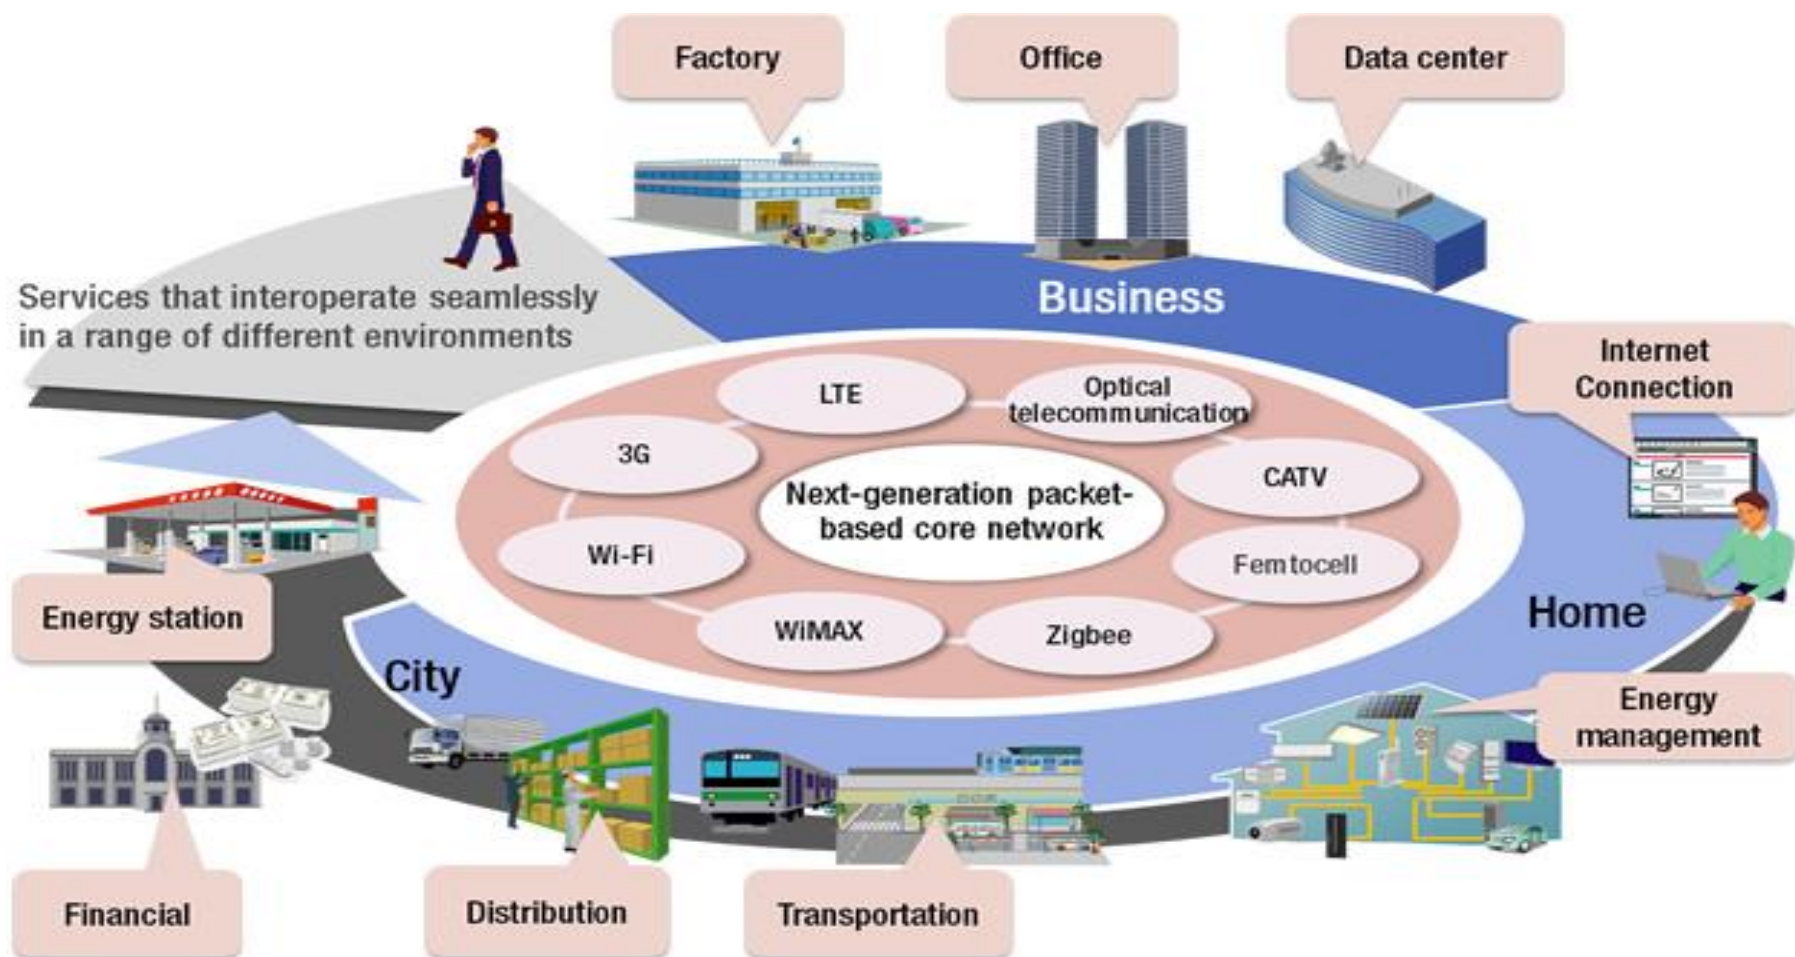 Factory
Office
Data center
Services that interoperate seamlessly
in a range of different environments
Business
Internet
Connection
LTE
Optical
telecommunication
3G
CATV
Next-generation packet-
based core network
Wi-Fi
Femtocell
WiMAX
Zigbee
Energy station
Home
City
Energy
management
Financial
Distribution
Transportation